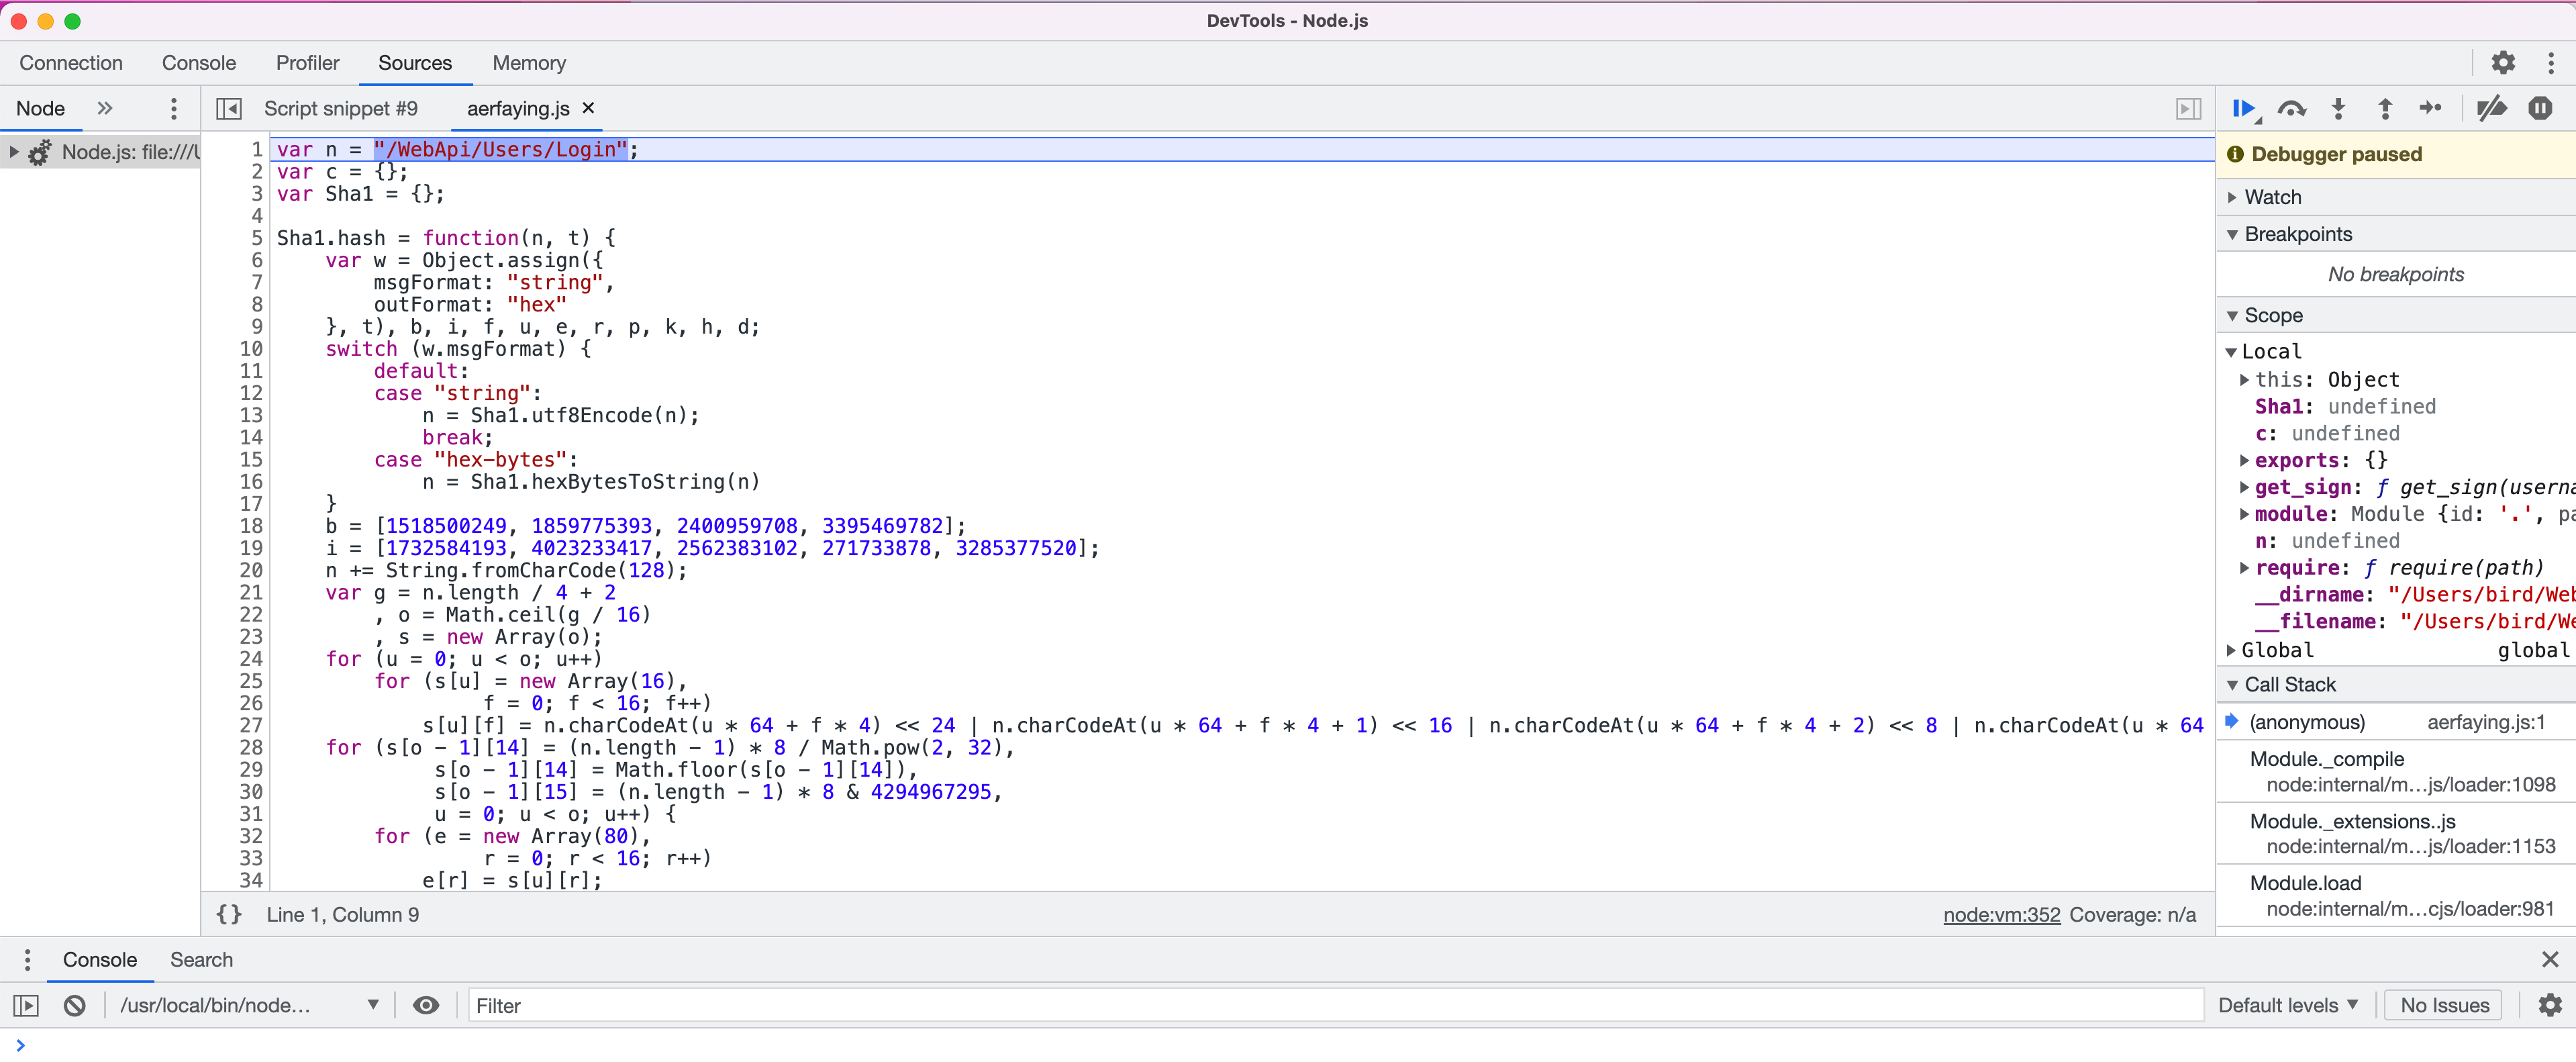 DevTools - Node.js
Connection Console Profiler Sources Memory
Node » Script snippet #9 aerfaying.js ×
Node.js: file:///U
1 var n = "/WebApi/Users/Login";
2 var c = {};
3 var Sha1 = {};
4
5 Sha1.hash = function(n, t) {
6 var w = Object.assign({
7 msgFormat: "string",
8 outFormat: "hex"
9 }, t), b, i, f, u, e, r, p, k, h, d;
10 switch (w.msgFormat) {
11 default:
12 case "string":
13 n = Sha1.utf8Encode(n);
14 break;
15 case "hex-bytes":
16 n = Sha1.hexBytesToString(n)
17 }
18 b = [1518500249, 1859775393, 2400959708, 3395469782];
19 i = [1732584193, 4023233417, 2562383102, 271733878, 3285377520];
20 n += String.fromCharCode(128);
21 var g = n.length / 4 + 2
22 , o = Math.ceil(g / 16)
23 , s = new Array(o);
24 for (u = 0; u < o; u++)
25 for (s[u] = new Array(16),
26 f = 0; f < 16; f++)
27 s[u][f] = n.charCodeAt(u * 64 + f * 4) << 24 | n.charCodeAt(u * 64 + f * 4 + 1) << 16 | n.charCodeAt(u * 64 + f * 4 + 2) << 8 | n.charCodeAt(u * 64
28 for (s[o - 1][14] = (n.length - 1) * 8 / Math.pow(2, 32),
29 s[o - 1][14] = Math.floor(s[o - 1][14]),
30 s[o - 1][15] = (n.length - 1) * 8 & 4294967295,
31 u = 0; u < o; u++) {
32 for (e = new Array(80),
33 r = 0; r < 16; r++)
34 e[r] = s[u][r];
{} Line 1, Column 9 node:vm:352 Coverage: n/a
Debugger paused
Watch
Breakpoints
No breakpoints
Scope
Local
this: Object
Sha1: undefined
c: undefined
exports: {}
get_sign: ƒ get_sign(userna
module: Module {id: '.', pa
n: undefined
require: ƒ require(path)
__dirname: "/Users/bird/Web
__filename: "/Users/bird/We
Global global
Call Stack
(anonymous) aerfaying.js:1
Module._compile
node:internal/m…js/loader:1098
Module._extensions..js
node:internal/m…js/loader:1153
Module.load
node:internal/m…cjs/loader:981
Console Search
/usr/local/bin/node… Filter Default levels No Issues